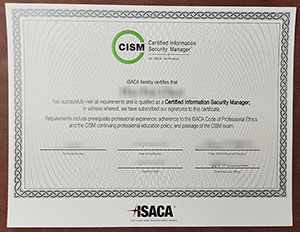 CISM
Certified Information
Security Manager®
An ISACA® Certification
ISACA hereby certifies that
has successfully met all requirements and is qualified as a Certified Information Security Manager;
in witness whereof, we have subscribed our signatures to this certificate.
Requirements include prerequisite professional experience; adherence to the ISACA Code of Professional Ethics
and the CISM continuing professional education policy; and passage of the CISM exam.
ISACA®